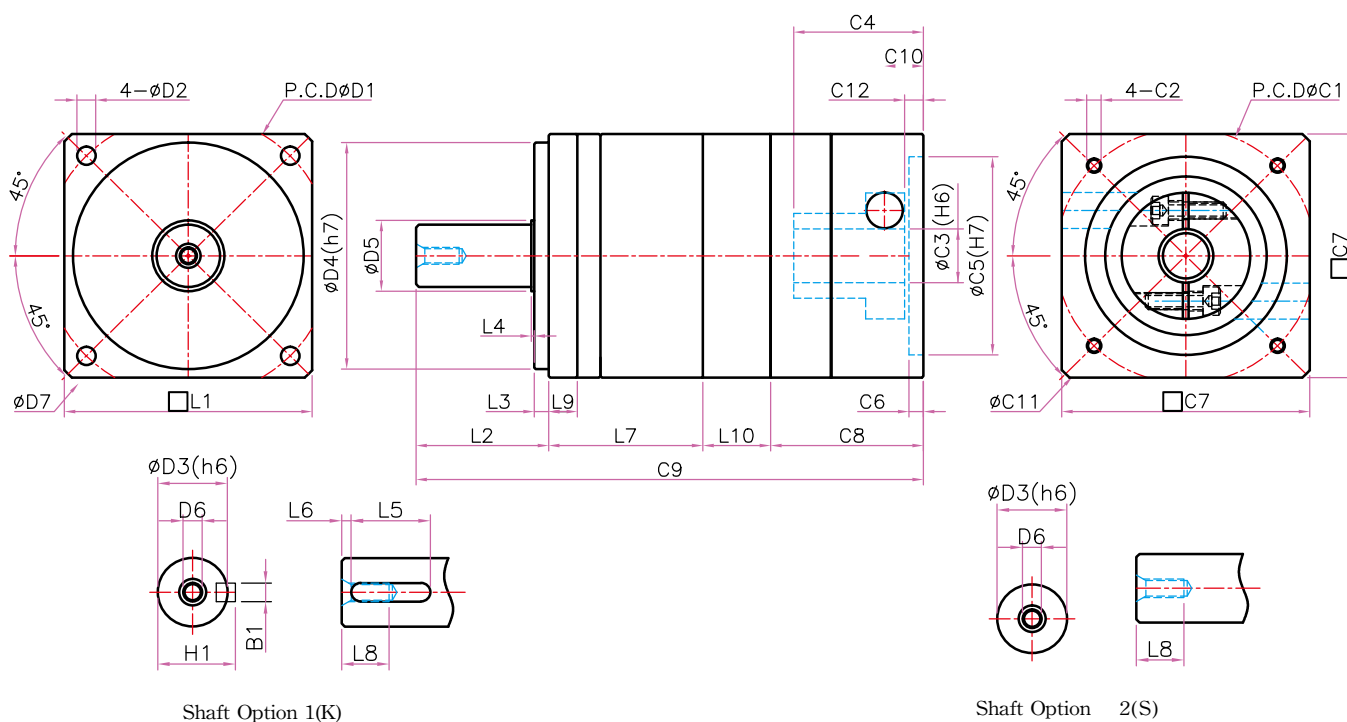 4-øD2
P.C.DøD1
45°
45°
øD7
□L1
C4
C10
C12
øD4(h7)
øD5
L4
L3
L9
L2
L7
L10
C8
C6
C9
øC3(H6)
øC5(H7)
4-C2
P.C.DøC1
45°
45°
□C7
øC11
□C7
øD3(h6)
D6
B1
H1
L6
L5
L8
Shaft Option 1(K)
øD3(h6)
D6
L8
Shaft Option 2(S)